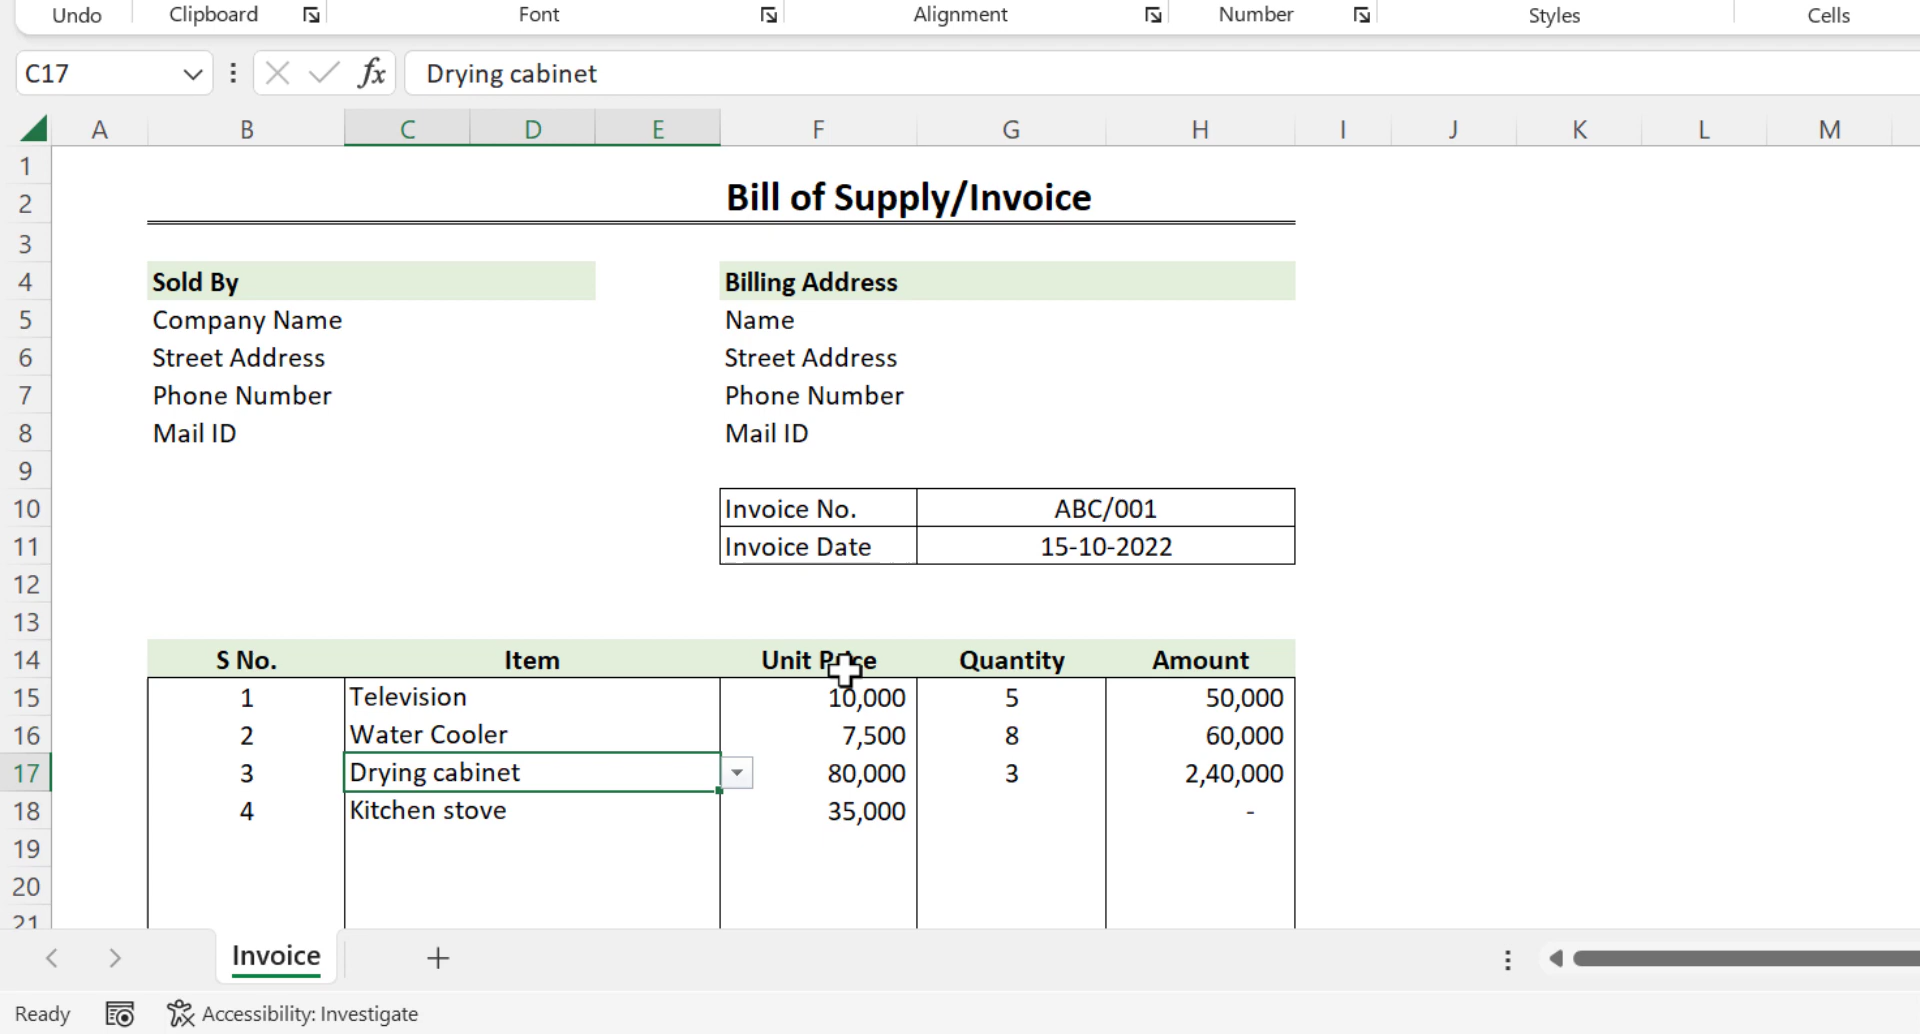 Undo Clipboard Font Alignment Number Styles Cells
C17 fx Drying cabinet
A B C D E F G H I J K L M
1
2 Bill of Supply/Invoice
3
4 Sold By Billing Address
5 Company Name Name
6 Street Address Street Address
7 Phone Number Phone Number
8 Mail ID Mail ID
9
10 Invoice No. ABC/001
11 Invoice Date 15-10-2022
12
13
14 S No. Item Unit Price Quantity Amount
15 1 Television 10,000 5 50,000
16 2 Water Cooler 7,500 8 60,000
17 3 Drying cabinet 80,000 3 2,40,000
18 4 Kitchen stove 35,000 -
19
20
21
Invoice
Ready Accessibility: Investigate